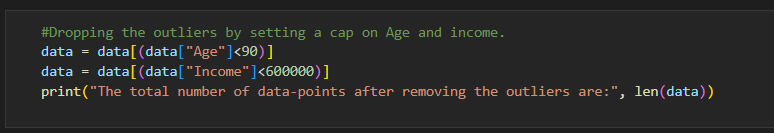 #Dropping the outliers by setting a cap on Age and income.
data = data[(data["Age"]<90)]
data = data[(data["Income"]<600000)]
print("The total number of data-points after removing the outliers are:", len(data))